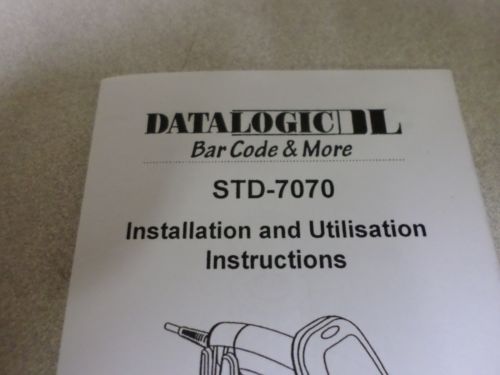 DATALOGIC DL
Bar Code & More
STD-7070
Installation and Utilisation
Instructions